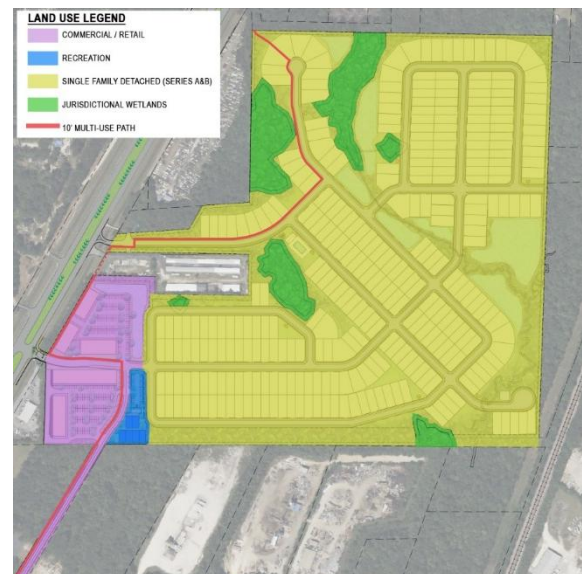 LAND USE LEGEND
COMMERCIAL / RETAIL
RECREATION
SINGLE FAMILY DETACHED (SERIES A&B)
JURISDICTIONAL WETLANDS
10' MULTI-USE PATH